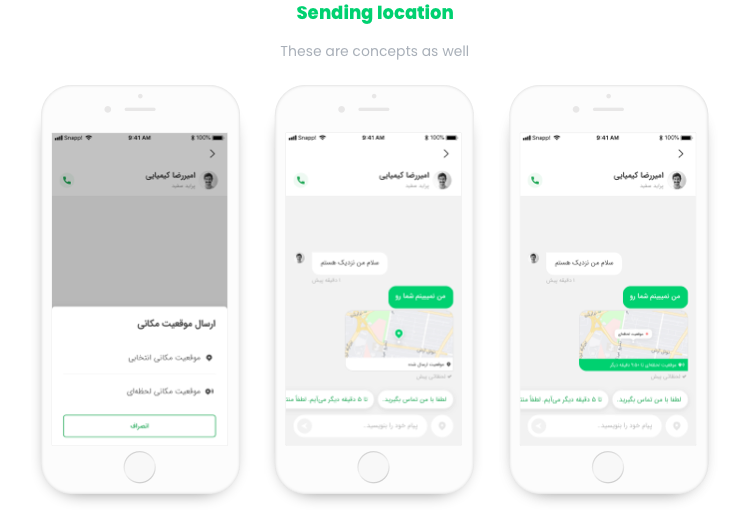 Sending location
These are concepts as well
Snapp!
9:41 AM
100%
امیررضا کیمیایی
پراید سفید
ارسال موقعیت مکانی
موقعیت مکانی انتخابی
موقعیت مکانی لحظه‌ای
انصراف
Snapp!
9:41 AM
100%
امیررضا کیمیایی
پراید سفید
سلام من نزدیک هستم
۱ دقیقه پیش
من نمیبینم شما رو
موقعیت ارسال شده
لحظاتی پیش
لطفا با من تماس بگیرید.
تا ۵ دقیقه دیگر می‌آیم. لطفاً منت
پیام خود را بنویسید..
Snapp!
9:41 AM
100%
امیررضا کیمیایی
پراید سفید
سلام من نزدیک هستم
۱ دقیقه پیش
من نمیبینم شما رو
موقعیت لحظه‌ای
لحظاتی پیش
لطفا با من تماس بگیرید.
تا ۵ دقیقه دیگر می‌آیم. لطفاً منت
پیام خود را بنویسید..